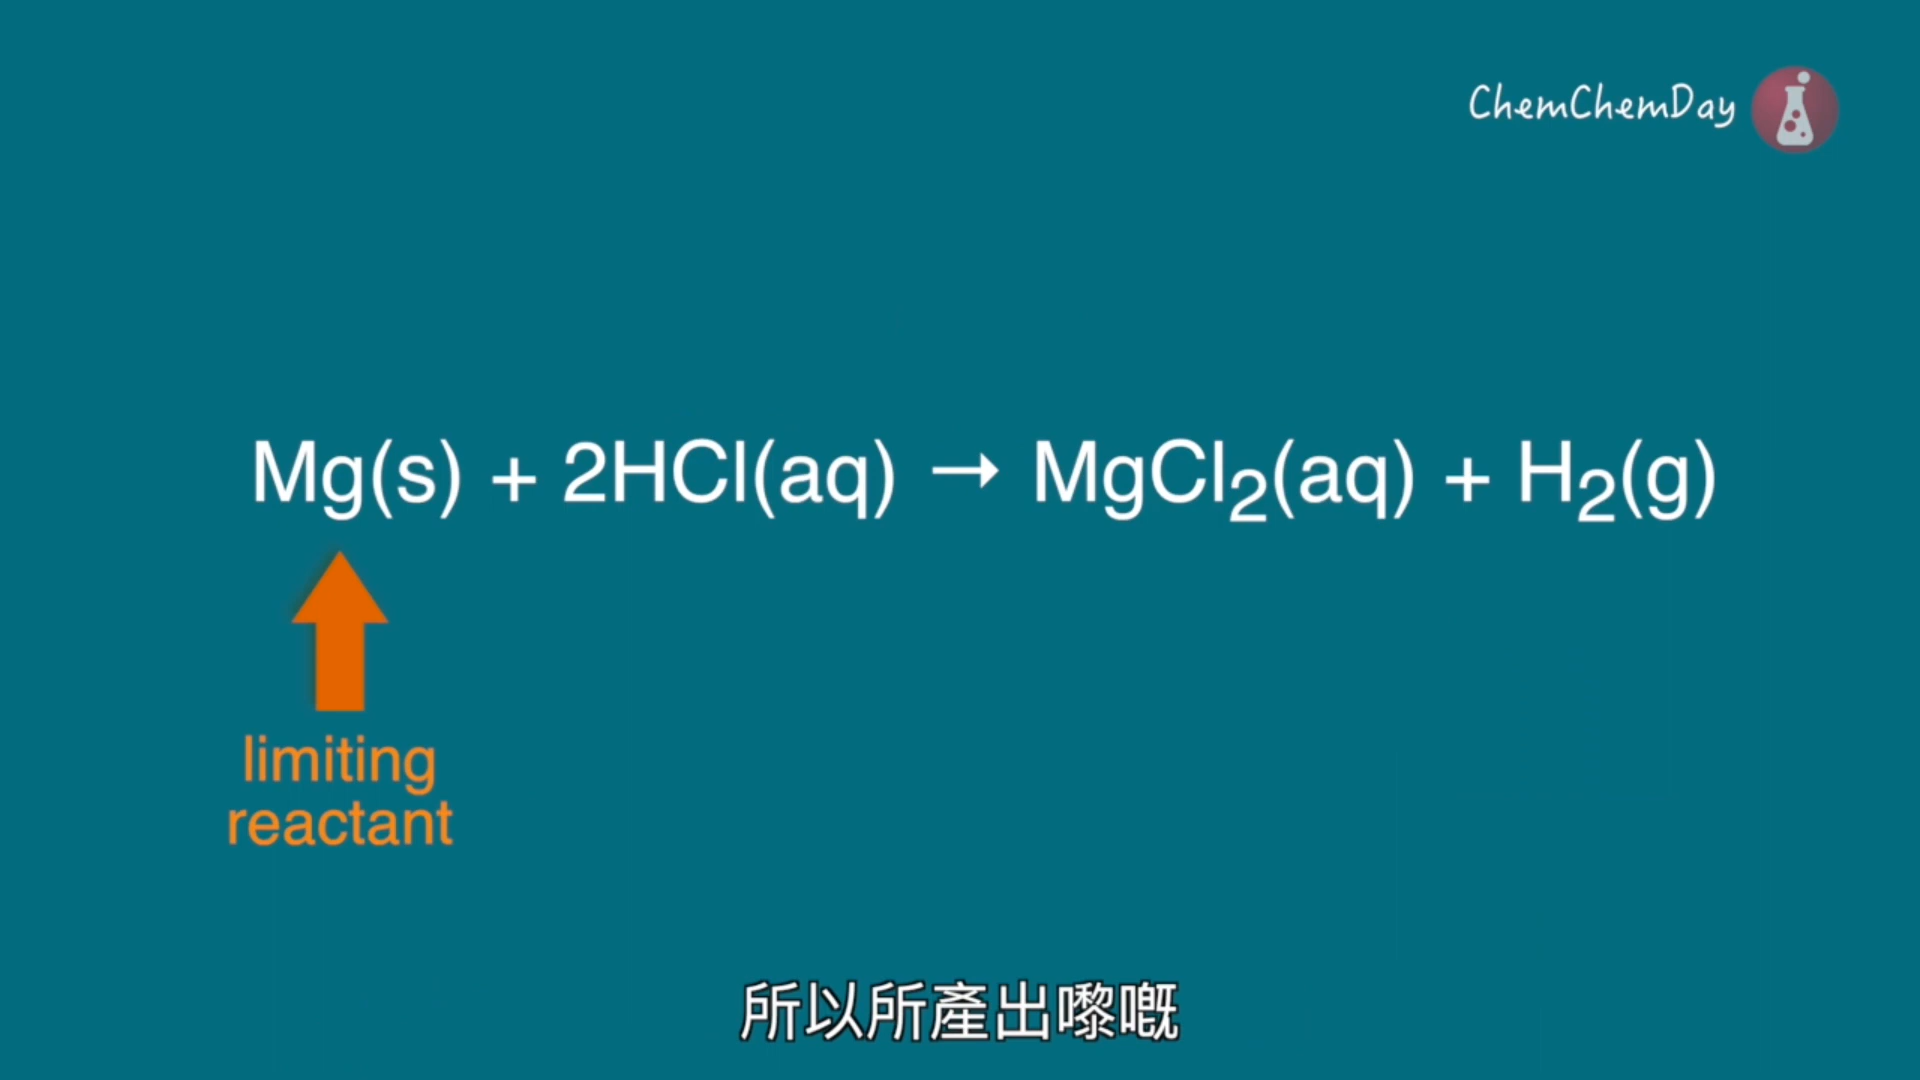 ChemChemDay
Mg(s) + 2HCl(aq) → MgCl₂(aq) + H₂(g)
limiting
reactant
所以所產出嚟嘅